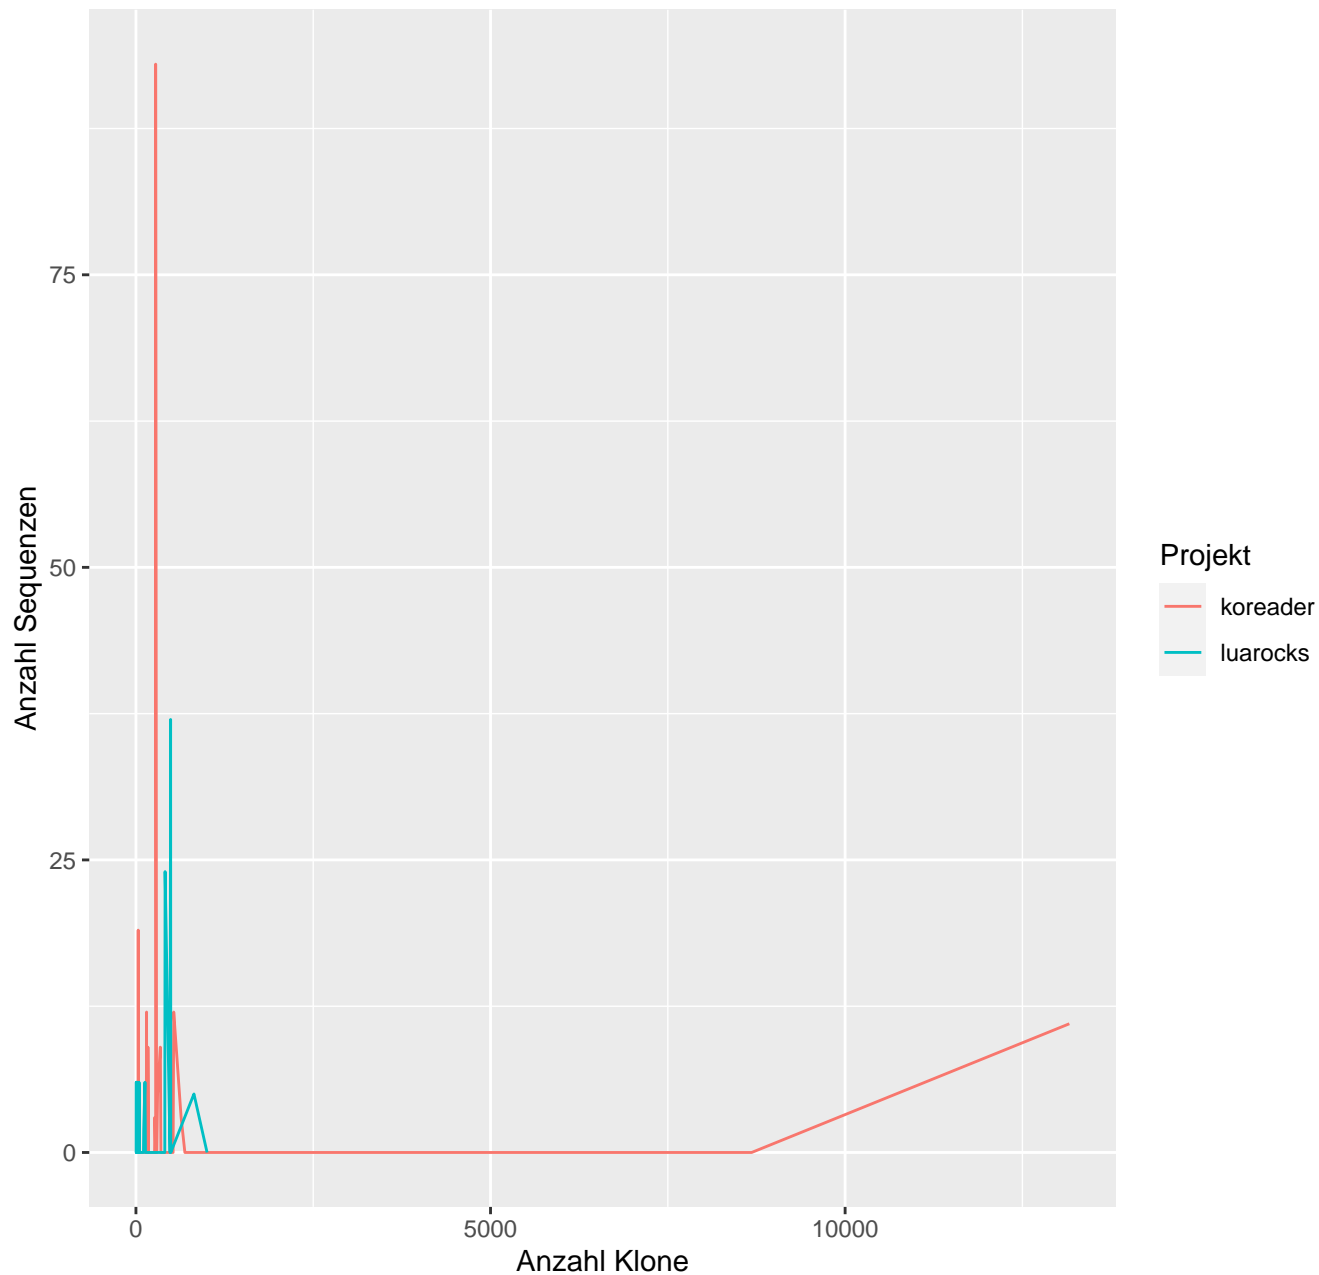 75
50
25
0
Anzahl Sequenzen
0
5000
10000
Anzahl Klone
Projekt
koreader
luarocks